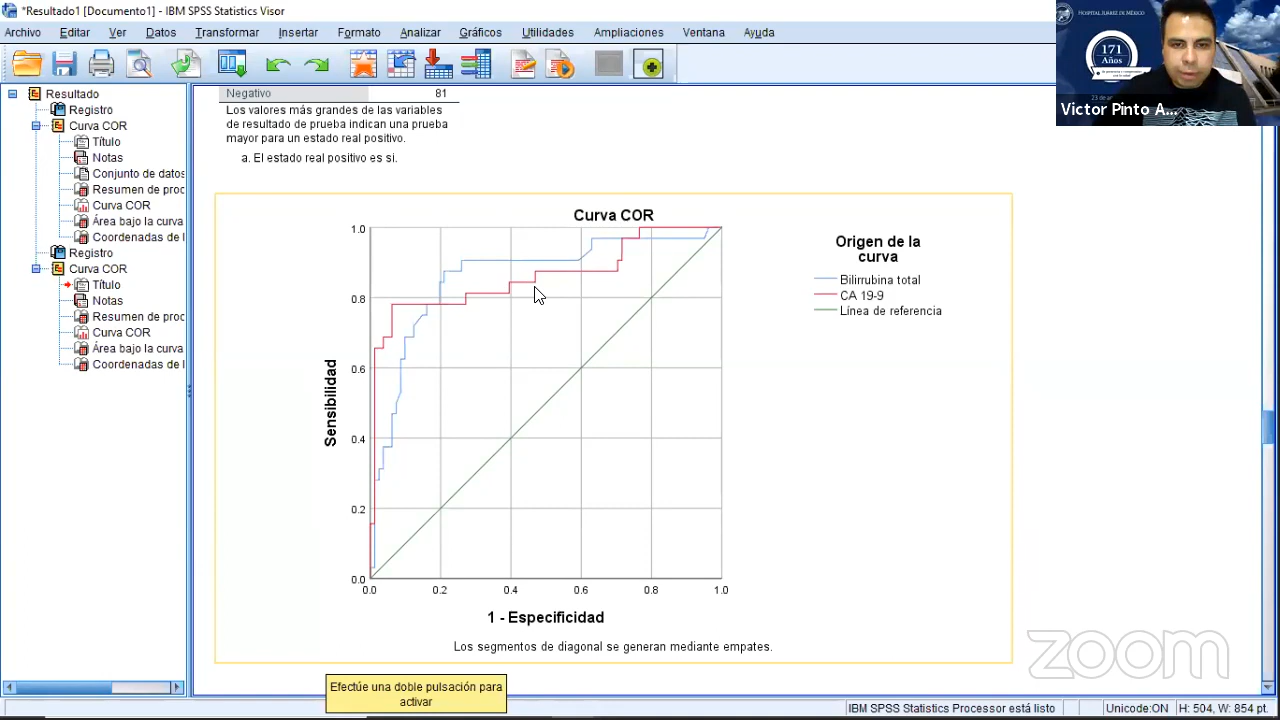 *Resultado1 [Documento1] - IBM SPSS Statistics Visor
Archivo Editar Ver Datos Transformar Insertar Formato Analizar Gráficos Utilidades Ampliaciones Ventana Ayuda
HOSPITAL JUÁREZ DE MÉXICO
171
Años
Victor Pinto A...
Resultado
Registro
Curva COR
Título
Notas
Conjunto de datos
Resumen de proc
Curva COR
Área bajo la curva
Coordenadas de l
Registro
Curva COR
Título
Notas
Resumen de proc
Curva COR
Área bajo la curva
Coordenadas de l
Negativo 81
Los valores más grandes de las variables
de resultado de prueba indican una prueba
mayor para un estado real positivo.
a. El estado real positivo es si.
Curva COR
1.0
0.8
0.6
0.4
0.2
0.0
Sensibilidad
0.0 0.2 0.4 0.6 0.8 1.0
1 - Especificidad
Origen de la
curva
Bilirrubina total
CA 19-9
Línea de referencia
Los segmentos de diagonal se generan mediante empates.
Efectúe una doble pulsación para
activar
zoom
IBM SPSS Statistics Processor está listo Unicode:ON H: 504, W: 854 pt.